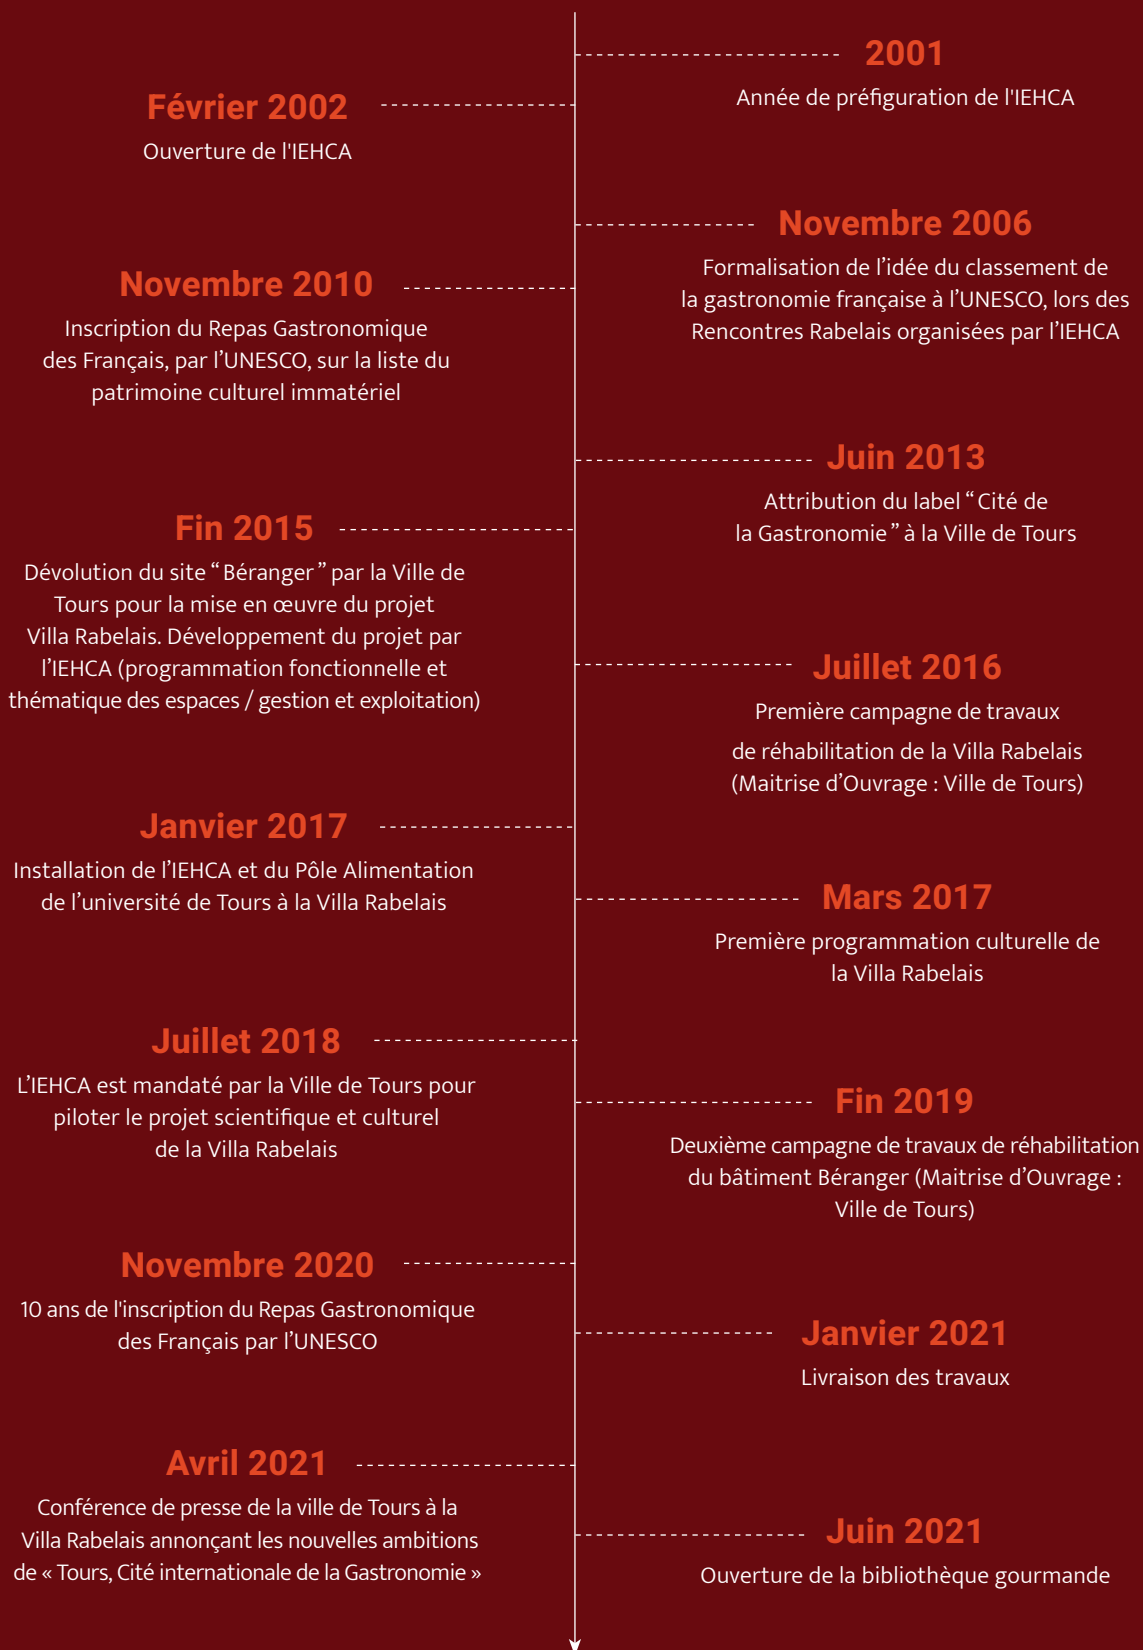 2001
Année de préfiguration de l'IEHCA
Février 2002
Ouverture de l'IEHCA
Novembre 2006
Formalisation de l’idée du classement de
la gastronomie française à l’UNESCO, lors des
Rencontres Rabelais organisées par l’IEHCA
Novembre 2010
Inscription du Repas Gastronomique
des Français, par l’UNESCO, sur la liste du
patrimoine culturel immatériel
Juin 2013
Attribution du label “ Cité de
la Gastronomie ” à la Ville de Tours
Fin 2015
Dévolution du site “ Béranger ” par la Ville de
Tours pour la mise en œuvre du projet
Villa Rabelais. Développement du projet par
l’IEHCA (programmation fonctionnelle et
thématique des espaces / gestion et exploitation)
Juillet 2016
Première campagne de travaux
de réhabilitation de la Villa Rabelais
(Maitrise d’Ouvrage : Ville de Tours)
Janvier 2017
Installation de l’IEHCA et du Pôle Alimentation
de l’université de Tours à la Villa Rabelais
Mars 2017
Première programmation culturelle de
la Villa Rabelais
Juillet 2018
L’IEHCA est mandaté par la Ville de Tours pour
piloter le projet scientifique et culturel
de la Villa Rabelais
Fin 2019
Deuxième campagne de travaux de réhabilitation
du bâtiment Béranger (Maitrise d’Ouvrage :
Ville de Tours)
Novembre 2020
10 ans de l'inscription du Repas Gastronomique
des Français par l’UNESCO
Janvier 2021
Livraison des travaux
Avril 2021
Conférence de presse de la ville de Tours à la
Villa Rabelais annonçant les nouvelles ambitions
de « Tours, Cité internationale de la Gastronomie »
Juin 2021
Ouverture de la bibliothèque gourmande